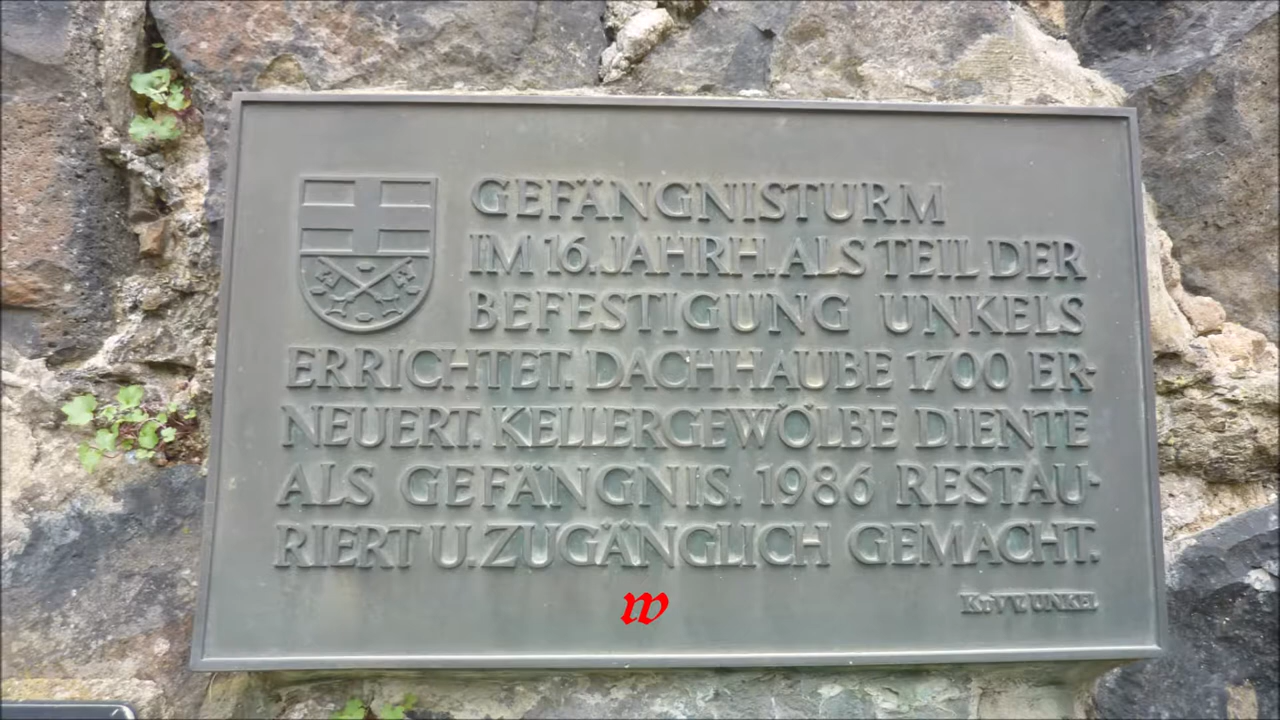 GEFÄNGNISTURM
IM 16. JAHRH. ALS TEIL DER
BEFESTIGUNG UNKELS
ERRICHTET. DACHHAUBE 1700 ER-
NEUERT. KELLERGEWÖLBE DIENTE
ALS GEFÄNGNIS. 1986 RESTAU-
RIERT U. ZUGÄNGLICH GEMACHT.
w
UNKEL